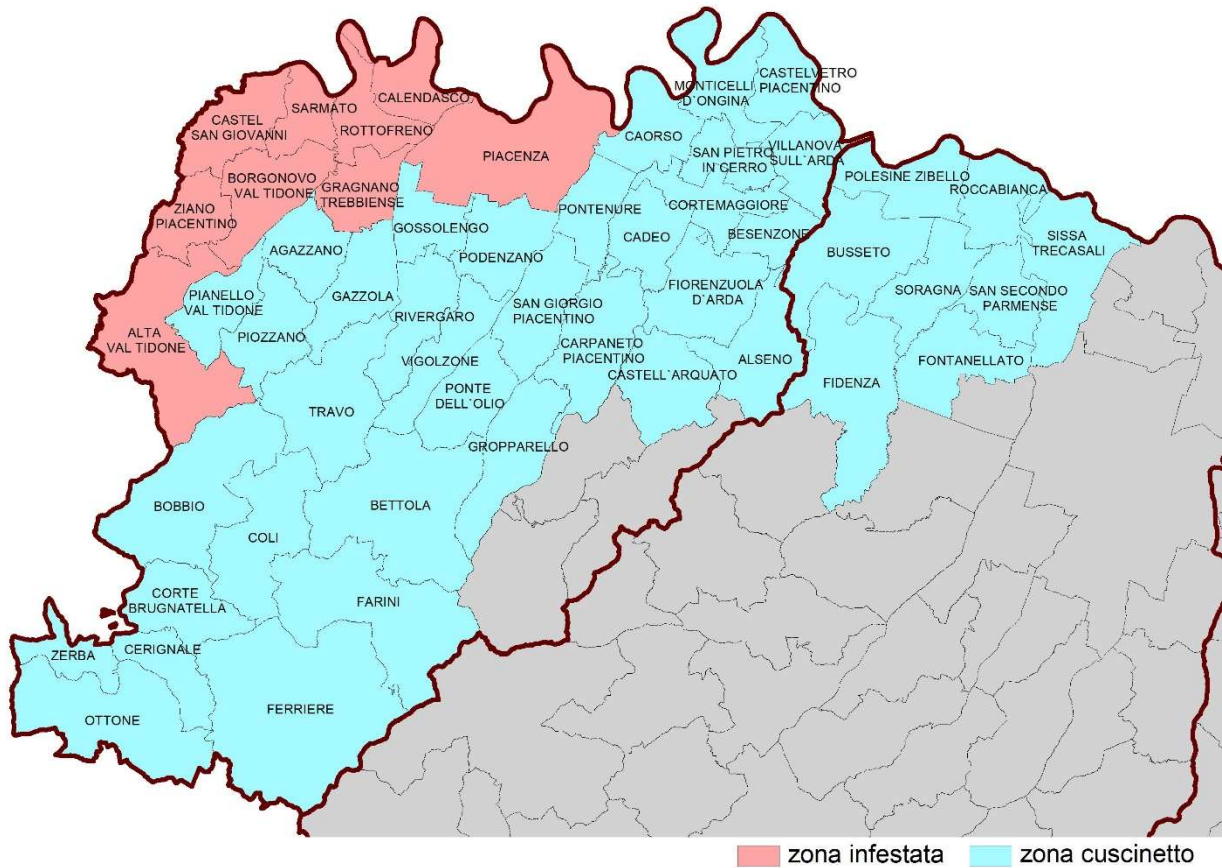 MONTICELLI
D`ONGINA
CASTELVETRO
PIACENTINO
CASTEL
SAN GIOVANNI
SARMATO
CALENDASCO
ROTTOFRENO
PIACENZA
CAORSO
SAN PIETRO
IN CERRO
VILLANOVA
SULL'ARDA
BORGONOVO
VAL TIDONE
GRAGNANO
TREBBIENSE
POLESINE ZIBELLO
ROCCABIANCA
ZIANO
PIACENTINO
PONTENURE
CORTEMAGGIORE
GOSSOLENGO
CADEO
BESENZONE
SISSA
TRECASALI
AGAZZANO
PODENZANO
BUSSETO
PIANELLO
VAL TIDONE
GAZZOLA
FIORENZUOLA
D`ARDA
SORAGNA
SAN SECONDO
PARMENSE
ALTA
VAL TIDONE
PIOZZANO
RIVERGARO
SAN GIORGIO
PIACENTINO
VIGOLZONE
CARPANETO
PIACENTINO
CASTELL`ARQUATO
ALSENO
FONTANELLATO
FIDENZA
TRAVO
PONTE
DELL`OLIO
GROPPARELLO
BOBBIO
BETTOLA
COLI
CORTE
BRUGNATELLA
FARINI
ZERBA
CERIGNALE
OTTONE
FERRIERE
zona infestata
zona cuscinetto